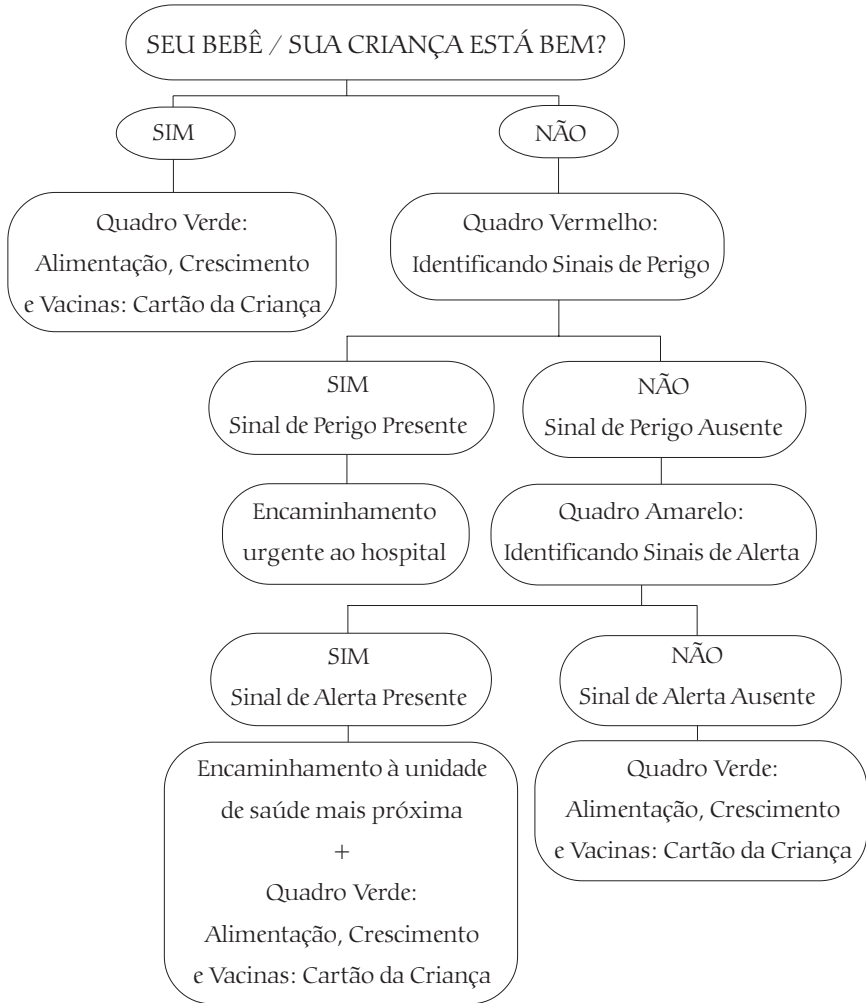 SEU BEBÊ / SUA CRIANÇA ESTÁ BEM?
SIM
NÃO
Quadro Verde:
Alimentação, Crescimento
e Vacinas: Cartão da Criança
Quadro Vermelho:
Identificando Sinais de Perigo
SIM
Sinal de Perigo Presente
NÃO
Sinal de Perigo Ausente
Encaminhamento
urgente ao hospital
Quadro Amarelo:
Identificando Sinais de Alerta
SIM
Sinal de Alerta Presente
NÃO
Sinal de Alerta Ausente
Encaminhamento à unidade
de saúde mais próxima
+
Quadro Verde:
Alimentação, Crescimento
e Vacinas: Cartão da Criança
Quadro Verde:
Alimentação, Crescimento
e Vacinas: Cartão da Criança